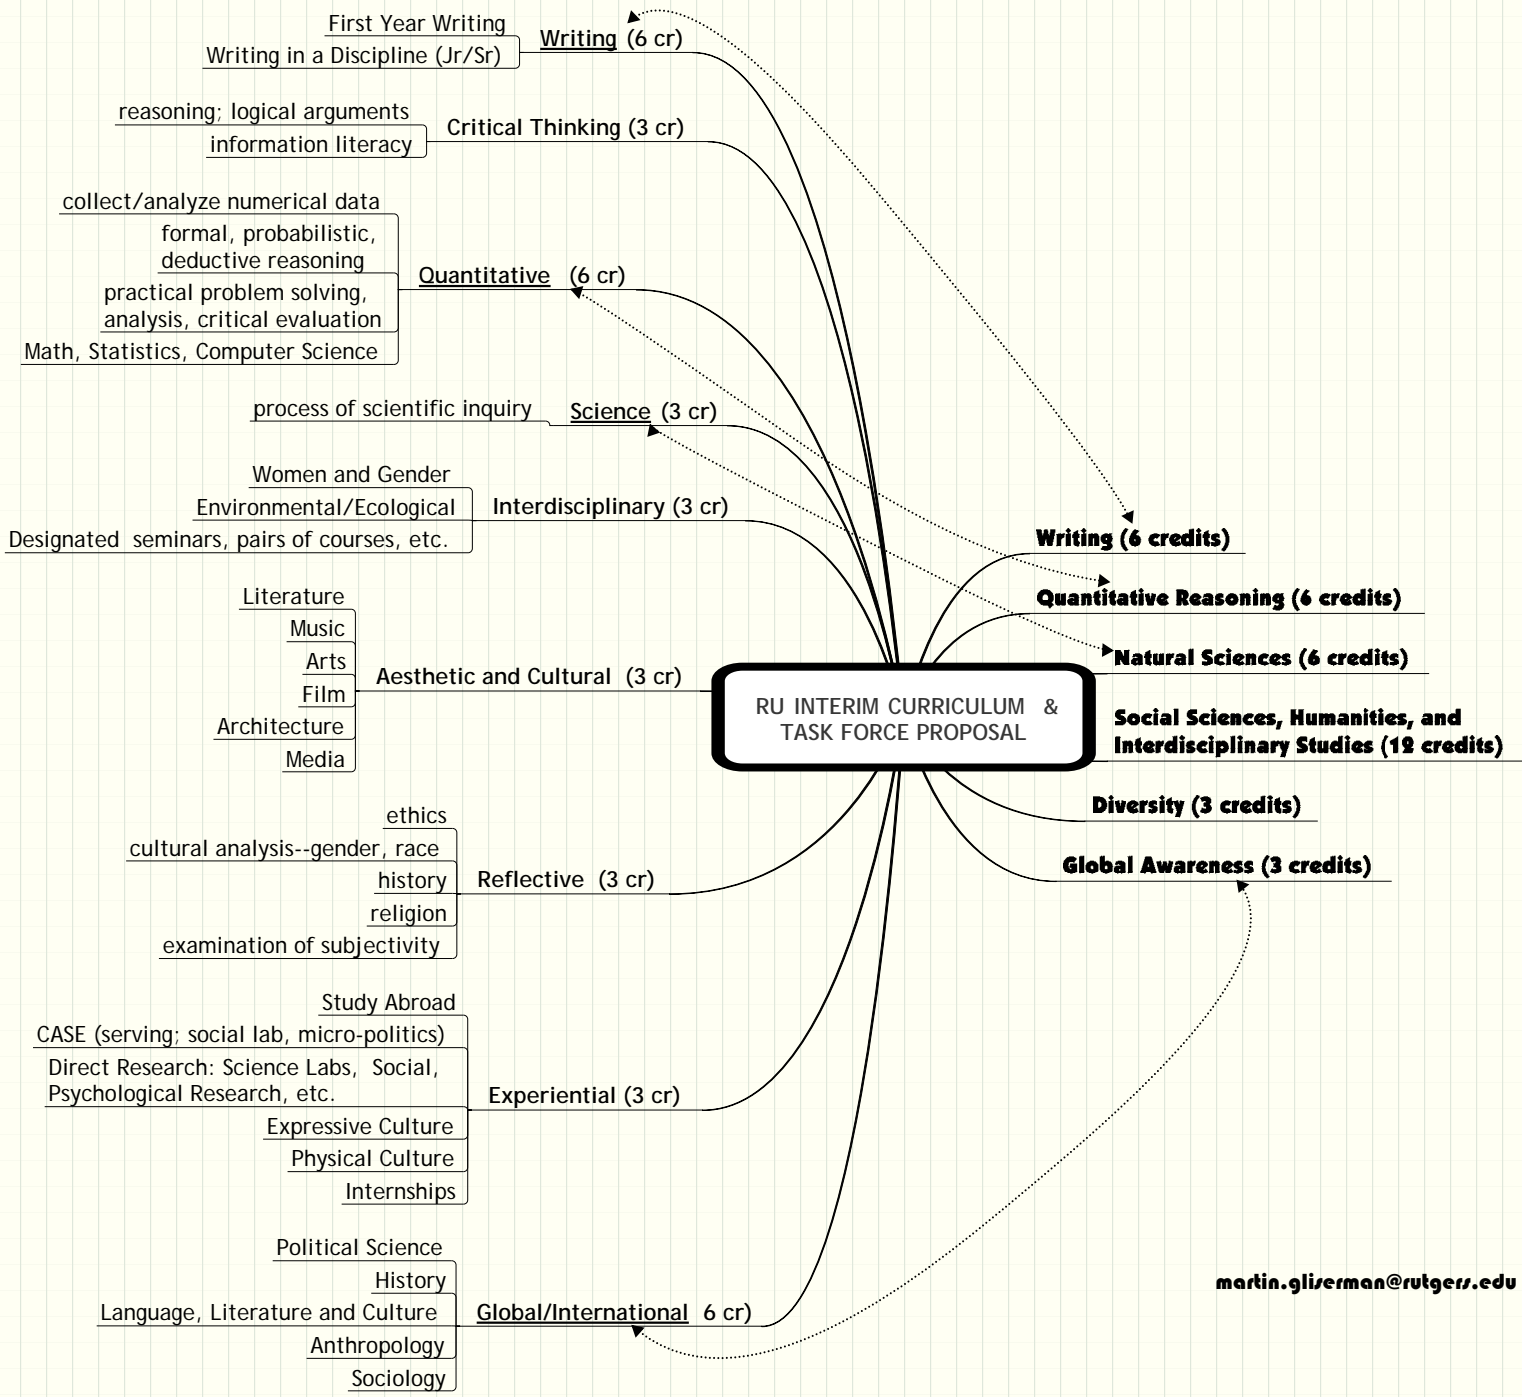 First Year Writing
Writing in a Discipline (Jr/Sr)
Writing (6 cr)
reasoning; logical arguments
information literacy
Critical Thinking (3 cr)
collect/analyze numerical data
formal, probabilistic,
deductive reasoning
practical problem solving,
analysis, critical evaluation
Math, Statistics, Computer Science
Quantitative (6 cr)
process of scientific inquiry
Science (3 cr)
Women and Gender
Environmental/Ecological
Designated seminars, pairs of courses, etc.
Interdisciplinary (3 cr)
Literature
Music
Arts
Film
Architecture
Media
Aesthetic and Cultural (3 cr)
ethics
cultural analysis--gender, race
history
religion
examination of subjectivity
Reflective (3 cr)
Study Abroad
CASE (serving; social lab, micro-politics)
Direct Research: Science Labs, Social,
Psychological Research, etc.
Expressive Culture
Physical Culture
Internships
Experiential (3 cr)
Political Science
History
Language, Literature and Culture
Anthropology
Sociology
Global/International 6 cr)
RU INTERIM CURRICULUM &
TASK FORCE PROPOSAL
Writing (6 credits)
Quantitative Reasoning (6 credits)
Natural Sciences (6 credits)
Social Sciences, Humanities, and
Interdisciplinary Studies (12 credits)
Diversity (3 credits)
Global Awareness (3 credits)
martin.gliserman@rutgers.edu